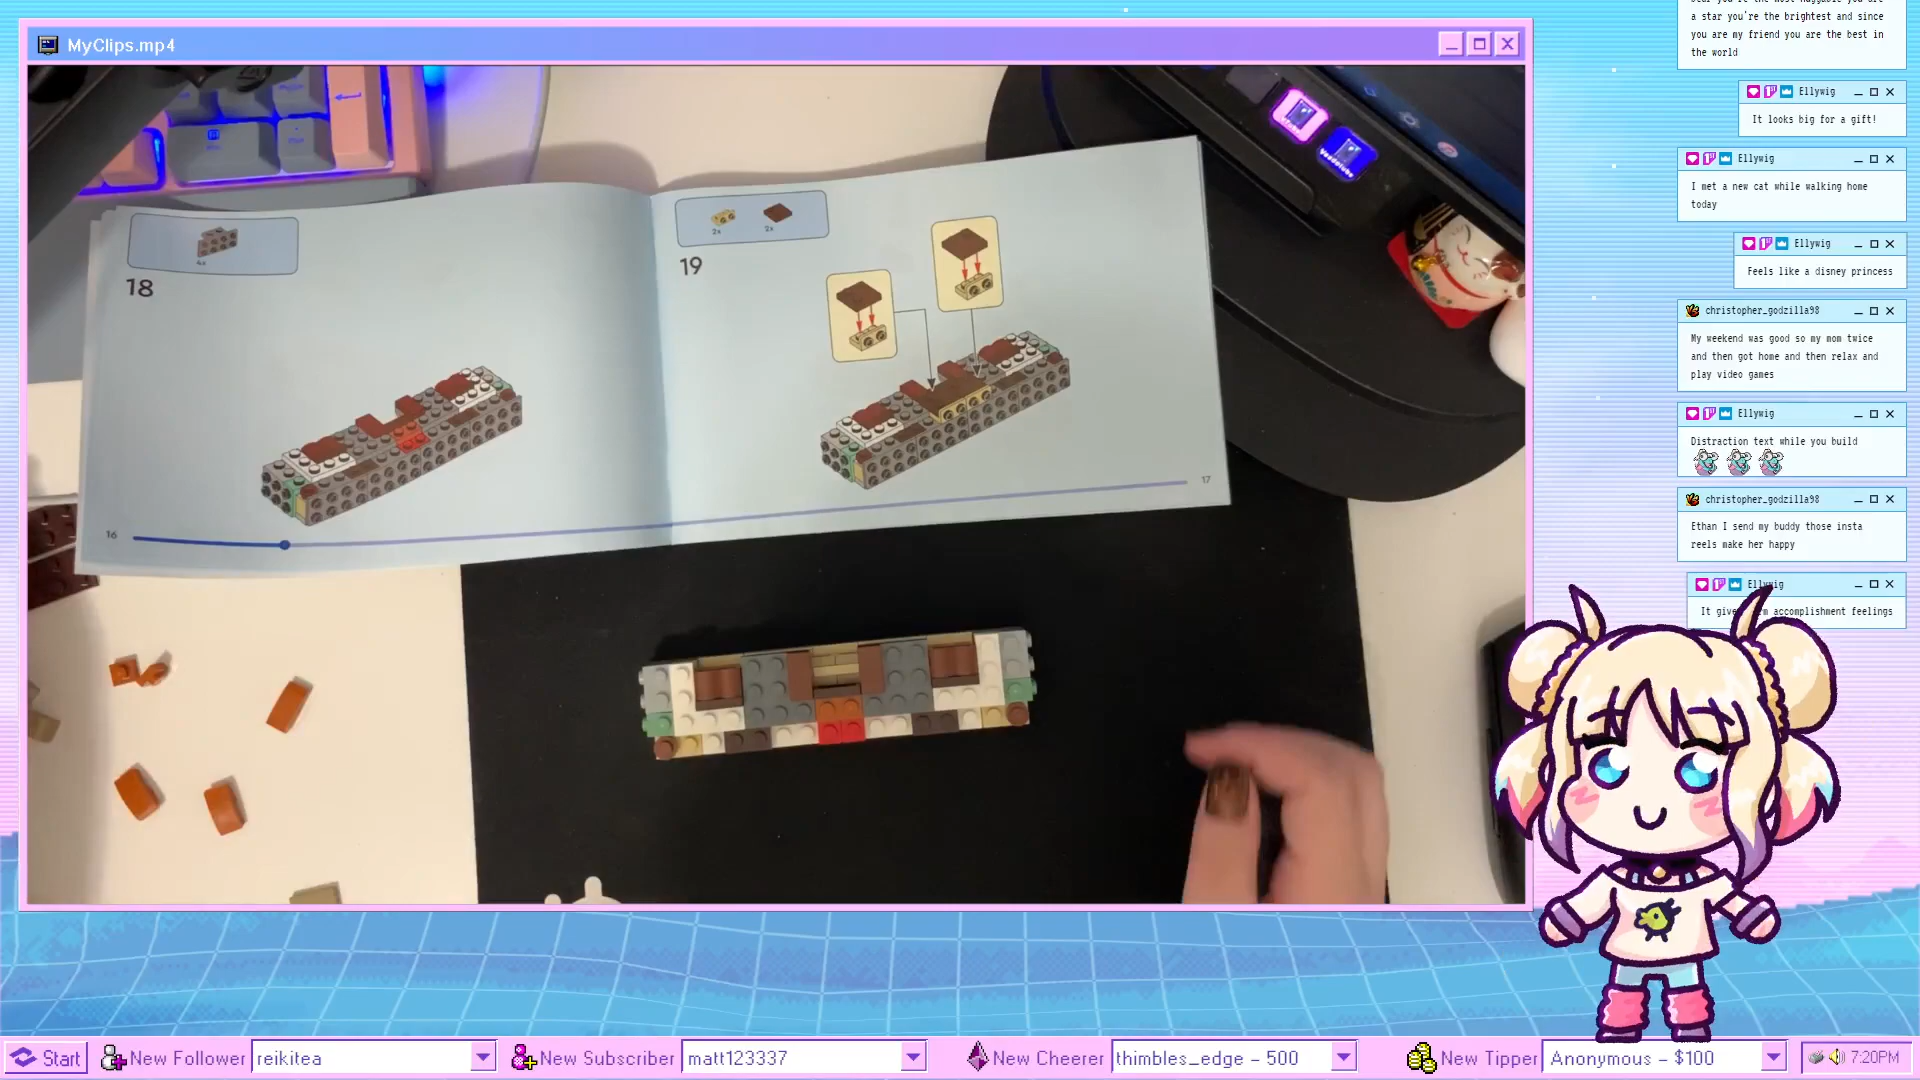 MyClips.mp4
4x
18
16
2x
2x
19
17
a star you're the brightest and since
you are my friend you are the best in
the world
Ellywig
It looks big for a gift!
Ellywig
I met a new cat while walking home
today
Ellywig
Feels like a disney princess
christopher_godzilla98
My weekend was good so my mom twice
and then got home and then relax and
play video games
Ellywig
Distraction text while you build
christopher_godzilla98
Ethan I send my buddy those insta
reels make her happy
Ellywig
accomplishment feelings
Start
New Follower
reikitea
New Subscriber
matt123337
New Cheerer
thimbles_edge - 500
New Tipper
Anonymous - $100
7:20PM